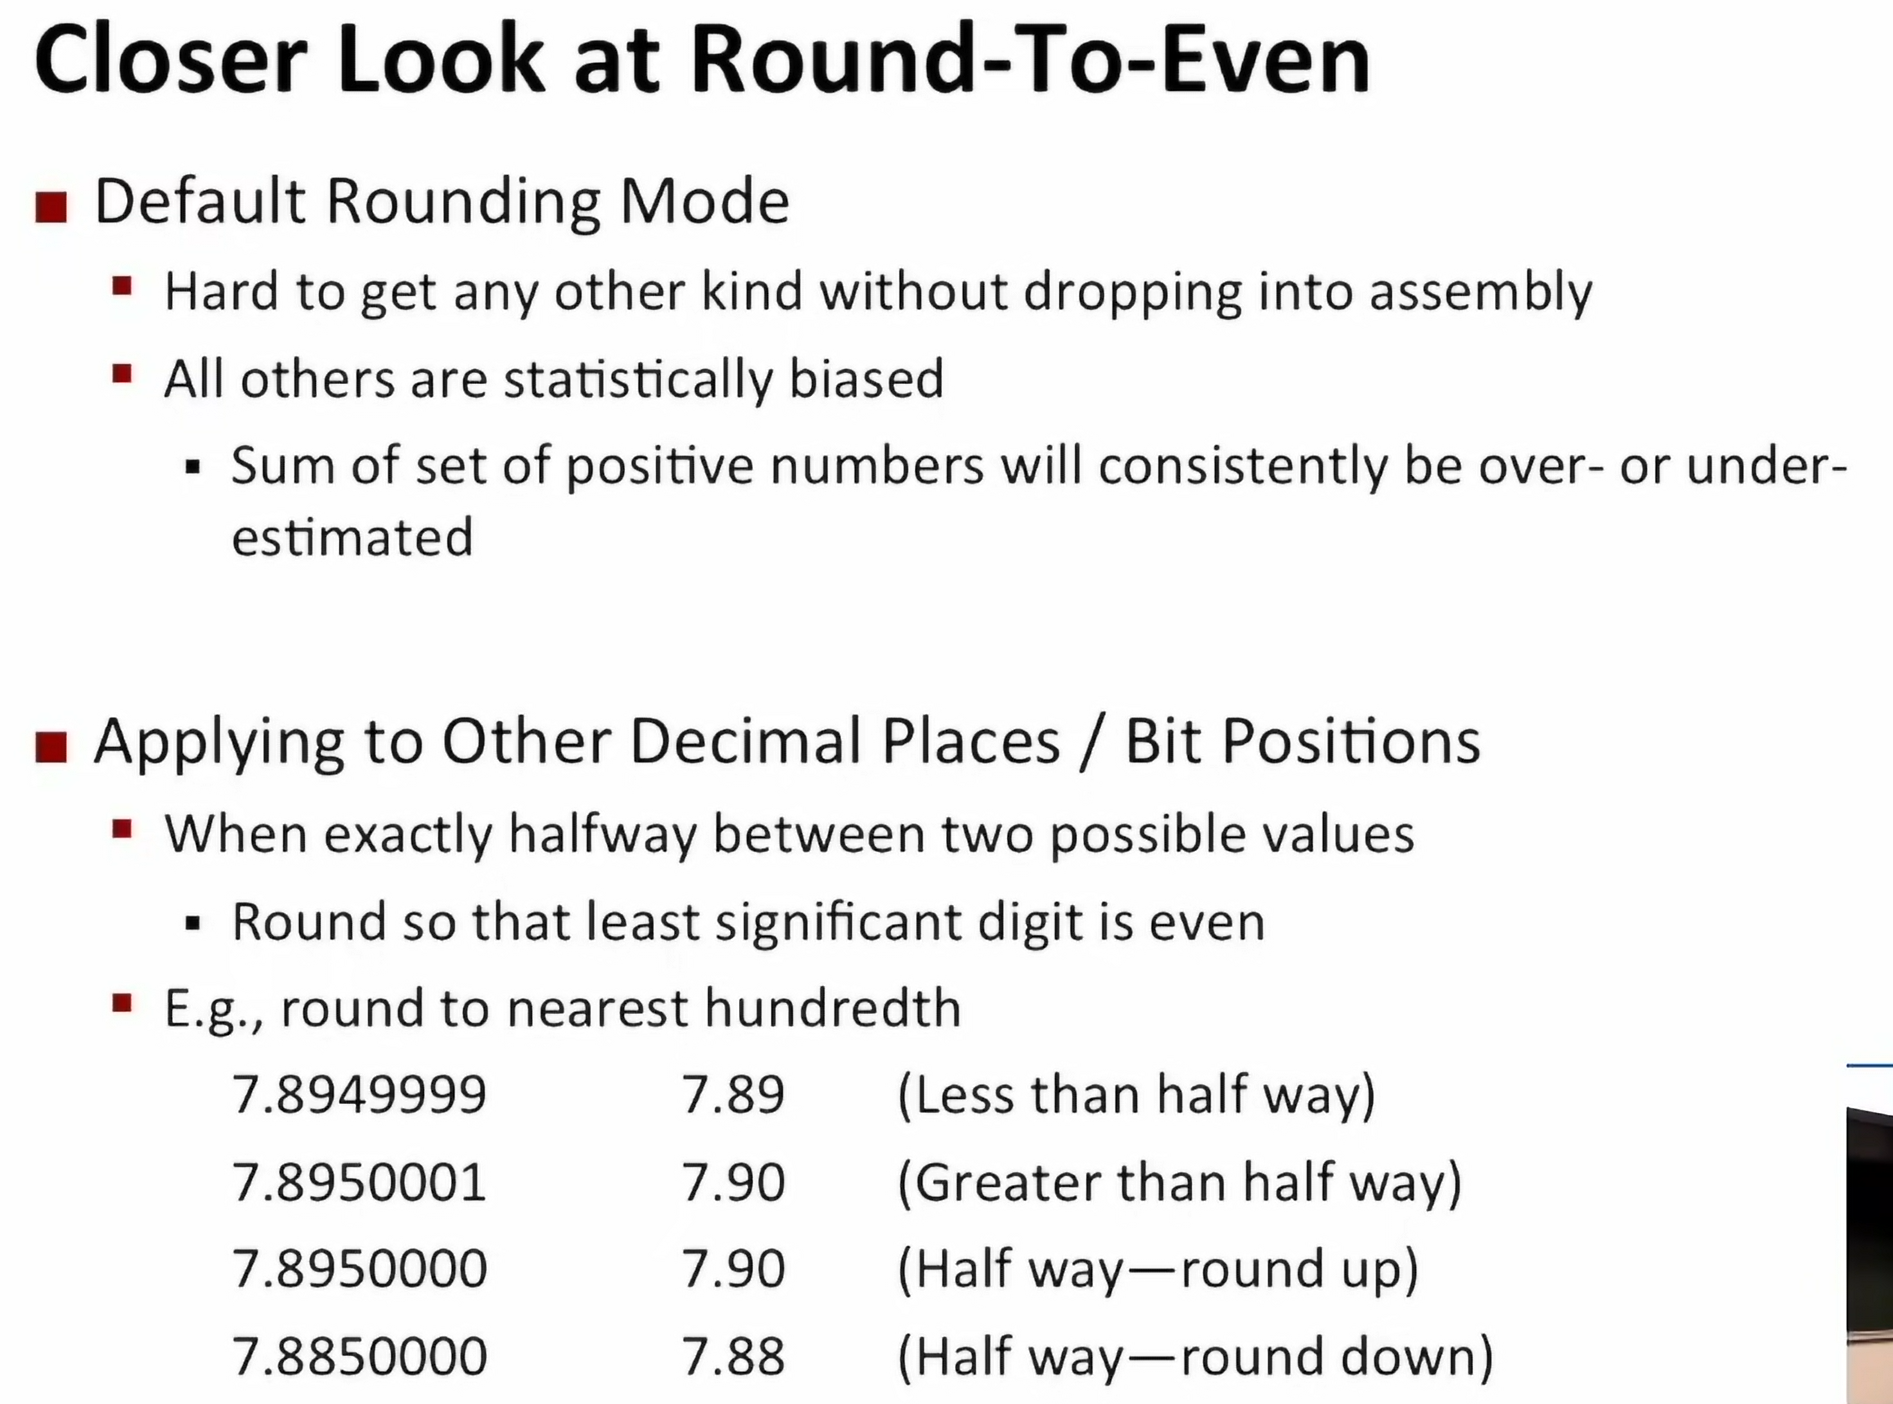 Closer Look at Round-To-Even
■ Default Rounding Mode
▪ Hard to get any other kind without dropping into assembly
▪ All others are statistically biased
▪ Sum of set of positive numbers will consistently be over- or under-
estimated
■ Applying to Other Decimal Places / Bit Positions
▪ When exactly halfway between two possible values
▪ Round so that least significant digit is even
▪ E.g., round to nearest hundredth
7.8949999 7.89 (Less than half way)
7.8950001 7.90 (Greater than half way)
7.8950000 7.90 (Half way—round up)
7.8850000 7.88 (Half way—round down)